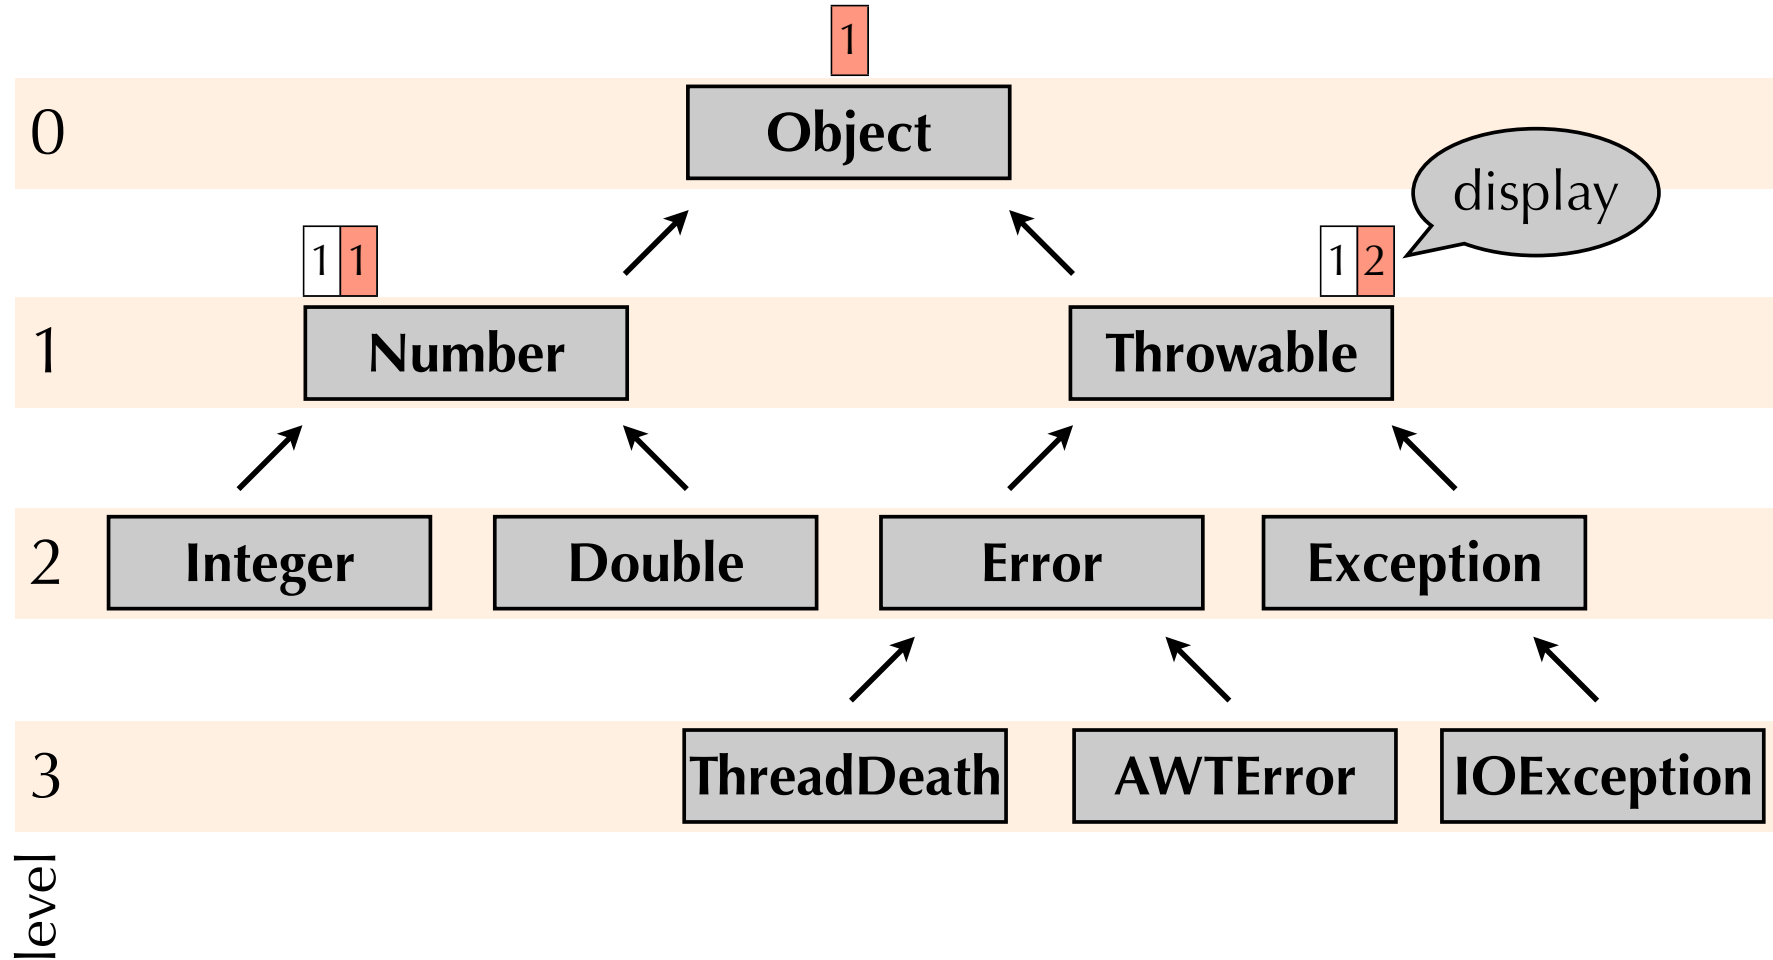 1
0
Object
display
1 1
1 2
1
Number
Throwable
2
Integer
Double
Error
Exception
3
ThreadDeath
AWTError
IOException
level